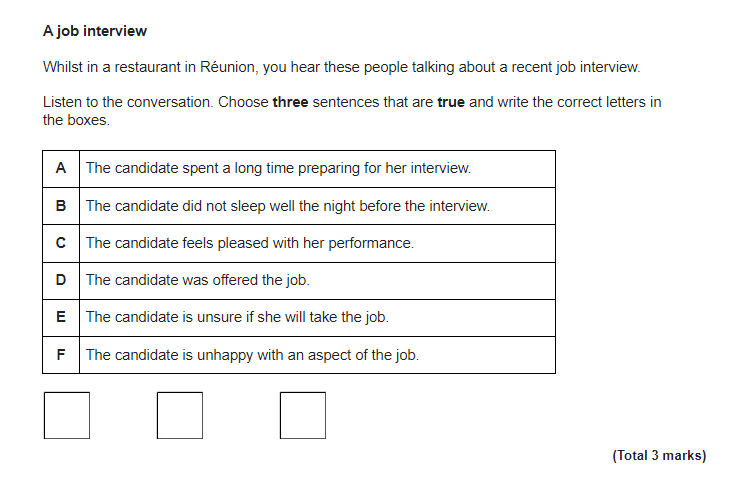 A job interview
Whilst in a restaurant in Réunion, you hear these people talking about a recent job interview.
Listen to the conversation. Choose three sentences that are true and write the correct letters in
the boxes.
A The candidate spent a long time preparing for her interview.
B The candidate did not sleep well the night before the interview.
C The candidate feels pleased with her performance.
D The candidate was offered the job.
E The candidate is unsure if she will take the job.
F The candidate is unhappy with an aspect of the job.
(Total 3 marks)